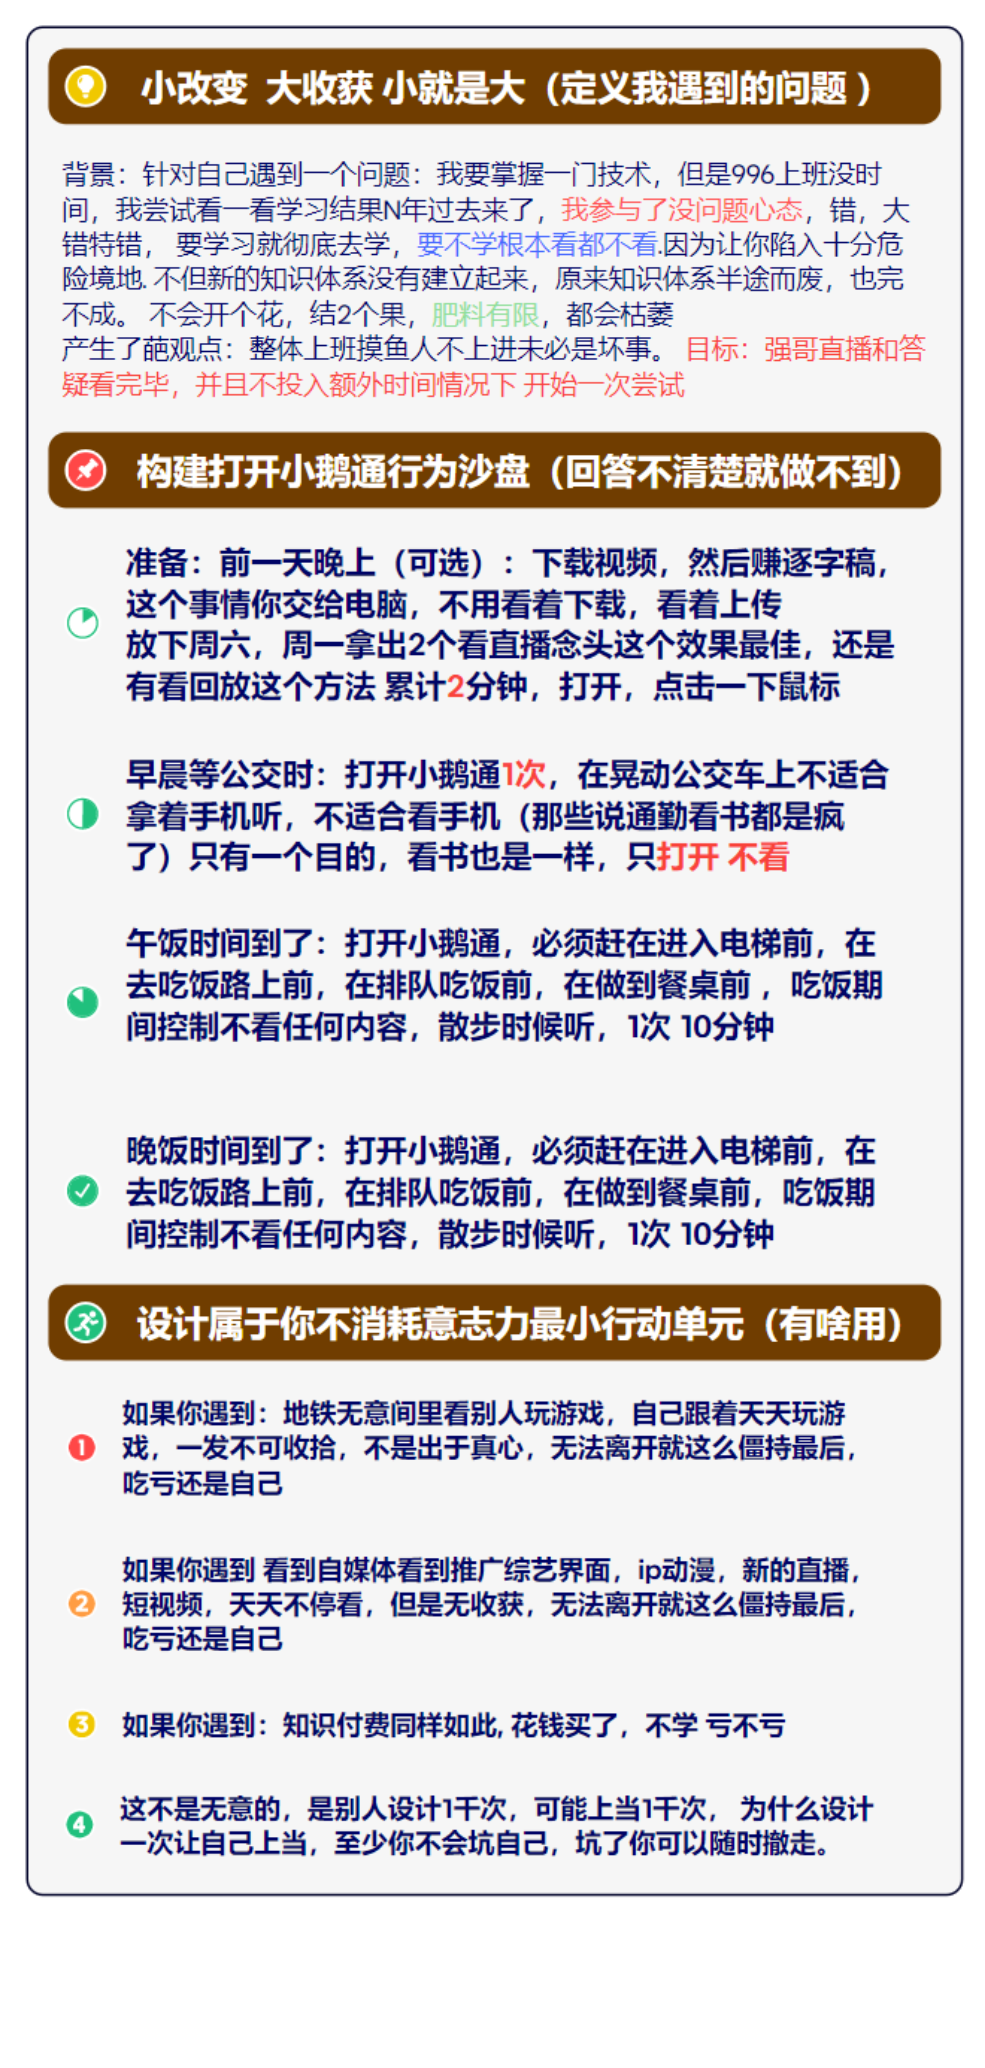 小改变  大收获 小就是大（定义我遇到的问题 ）
背景：针对自己遇到一个问题：我要掌握一门技术，但是996上班没时
间，我尝试看一看学习结果N年过去来了，我参与了没问题心态，错，大
错特错， 要学习就彻底去学，要不学根本看都不看.因为让你陷入十分危
险境地. 不但新的知识体系没有建立起来，原来知识体系半途而废，也完
不成。 不会开个花，结2个果，肥料有限，都会枯萎
产生了葩观点：整体上班摸鱼人不上进未必是坏事。 目标：强哥直播和答
疑看完毕，并且不投入额外时间情况下 开始一次尝试
构建打开小鹅通行为沙盘（回答不清楚就做不到）
准备：前一天晚上（可选）：下载视频，然后赚逐字稿，
这个事情你交给电脑，不用看着下载，看着上传
放下周六，周一拿出2个看直播念头这个效果最佳，还是
有看回放这个方法 累计2分钟，打开，点击一下鼠标
早晨等公交时：打开小鹅通1次，在晃动公交车上不适合
拿着手机听，不适合看手机（那些说通勤看书都是疯
了）只有一个目的，看书也是一样，只打开 不看
午饭时间到了：打开小鹅通，必须赶在进入电梯前，在
去吃饭路上前，在排队吃饭前，在做到餐桌前 ，吃饭期
间控制不看任何内容，散步时候听，1次 10分钟
晚饭时间到了：打开小鹅通，必须赶在进入电梯前，在
去吃饭路上前，在排队吃饭前，在做到餐桌前，吃饭期
间控制不看任何内容，散步时候听，1次 10分钟
设计属于你不消耗意志力最小行动单元（有啥用）
1 如果你遇到：地铁无意间里看别人玩游戏，自己跟着天天玩游
戏，一发不可收拾，不是出于真心，无法离开就这么僵持最后，
吃亏还是自己
2 如果你遇到 看到自媒体看到推广综艺界面，ip动漫，新的直播，
短视频，天天不停看，但是无收获，无法离开就这么僵持最后，
吃亏还是自己
3 如果你遇到：知识付费同样如此, 花钱买了，不学 亏不亏
4 这不是无意的，是别人设计1千次，可能上当1千次， 为什么设计
一次让自己上当，至少你不会坑自己，坑了你可以随时撤走。